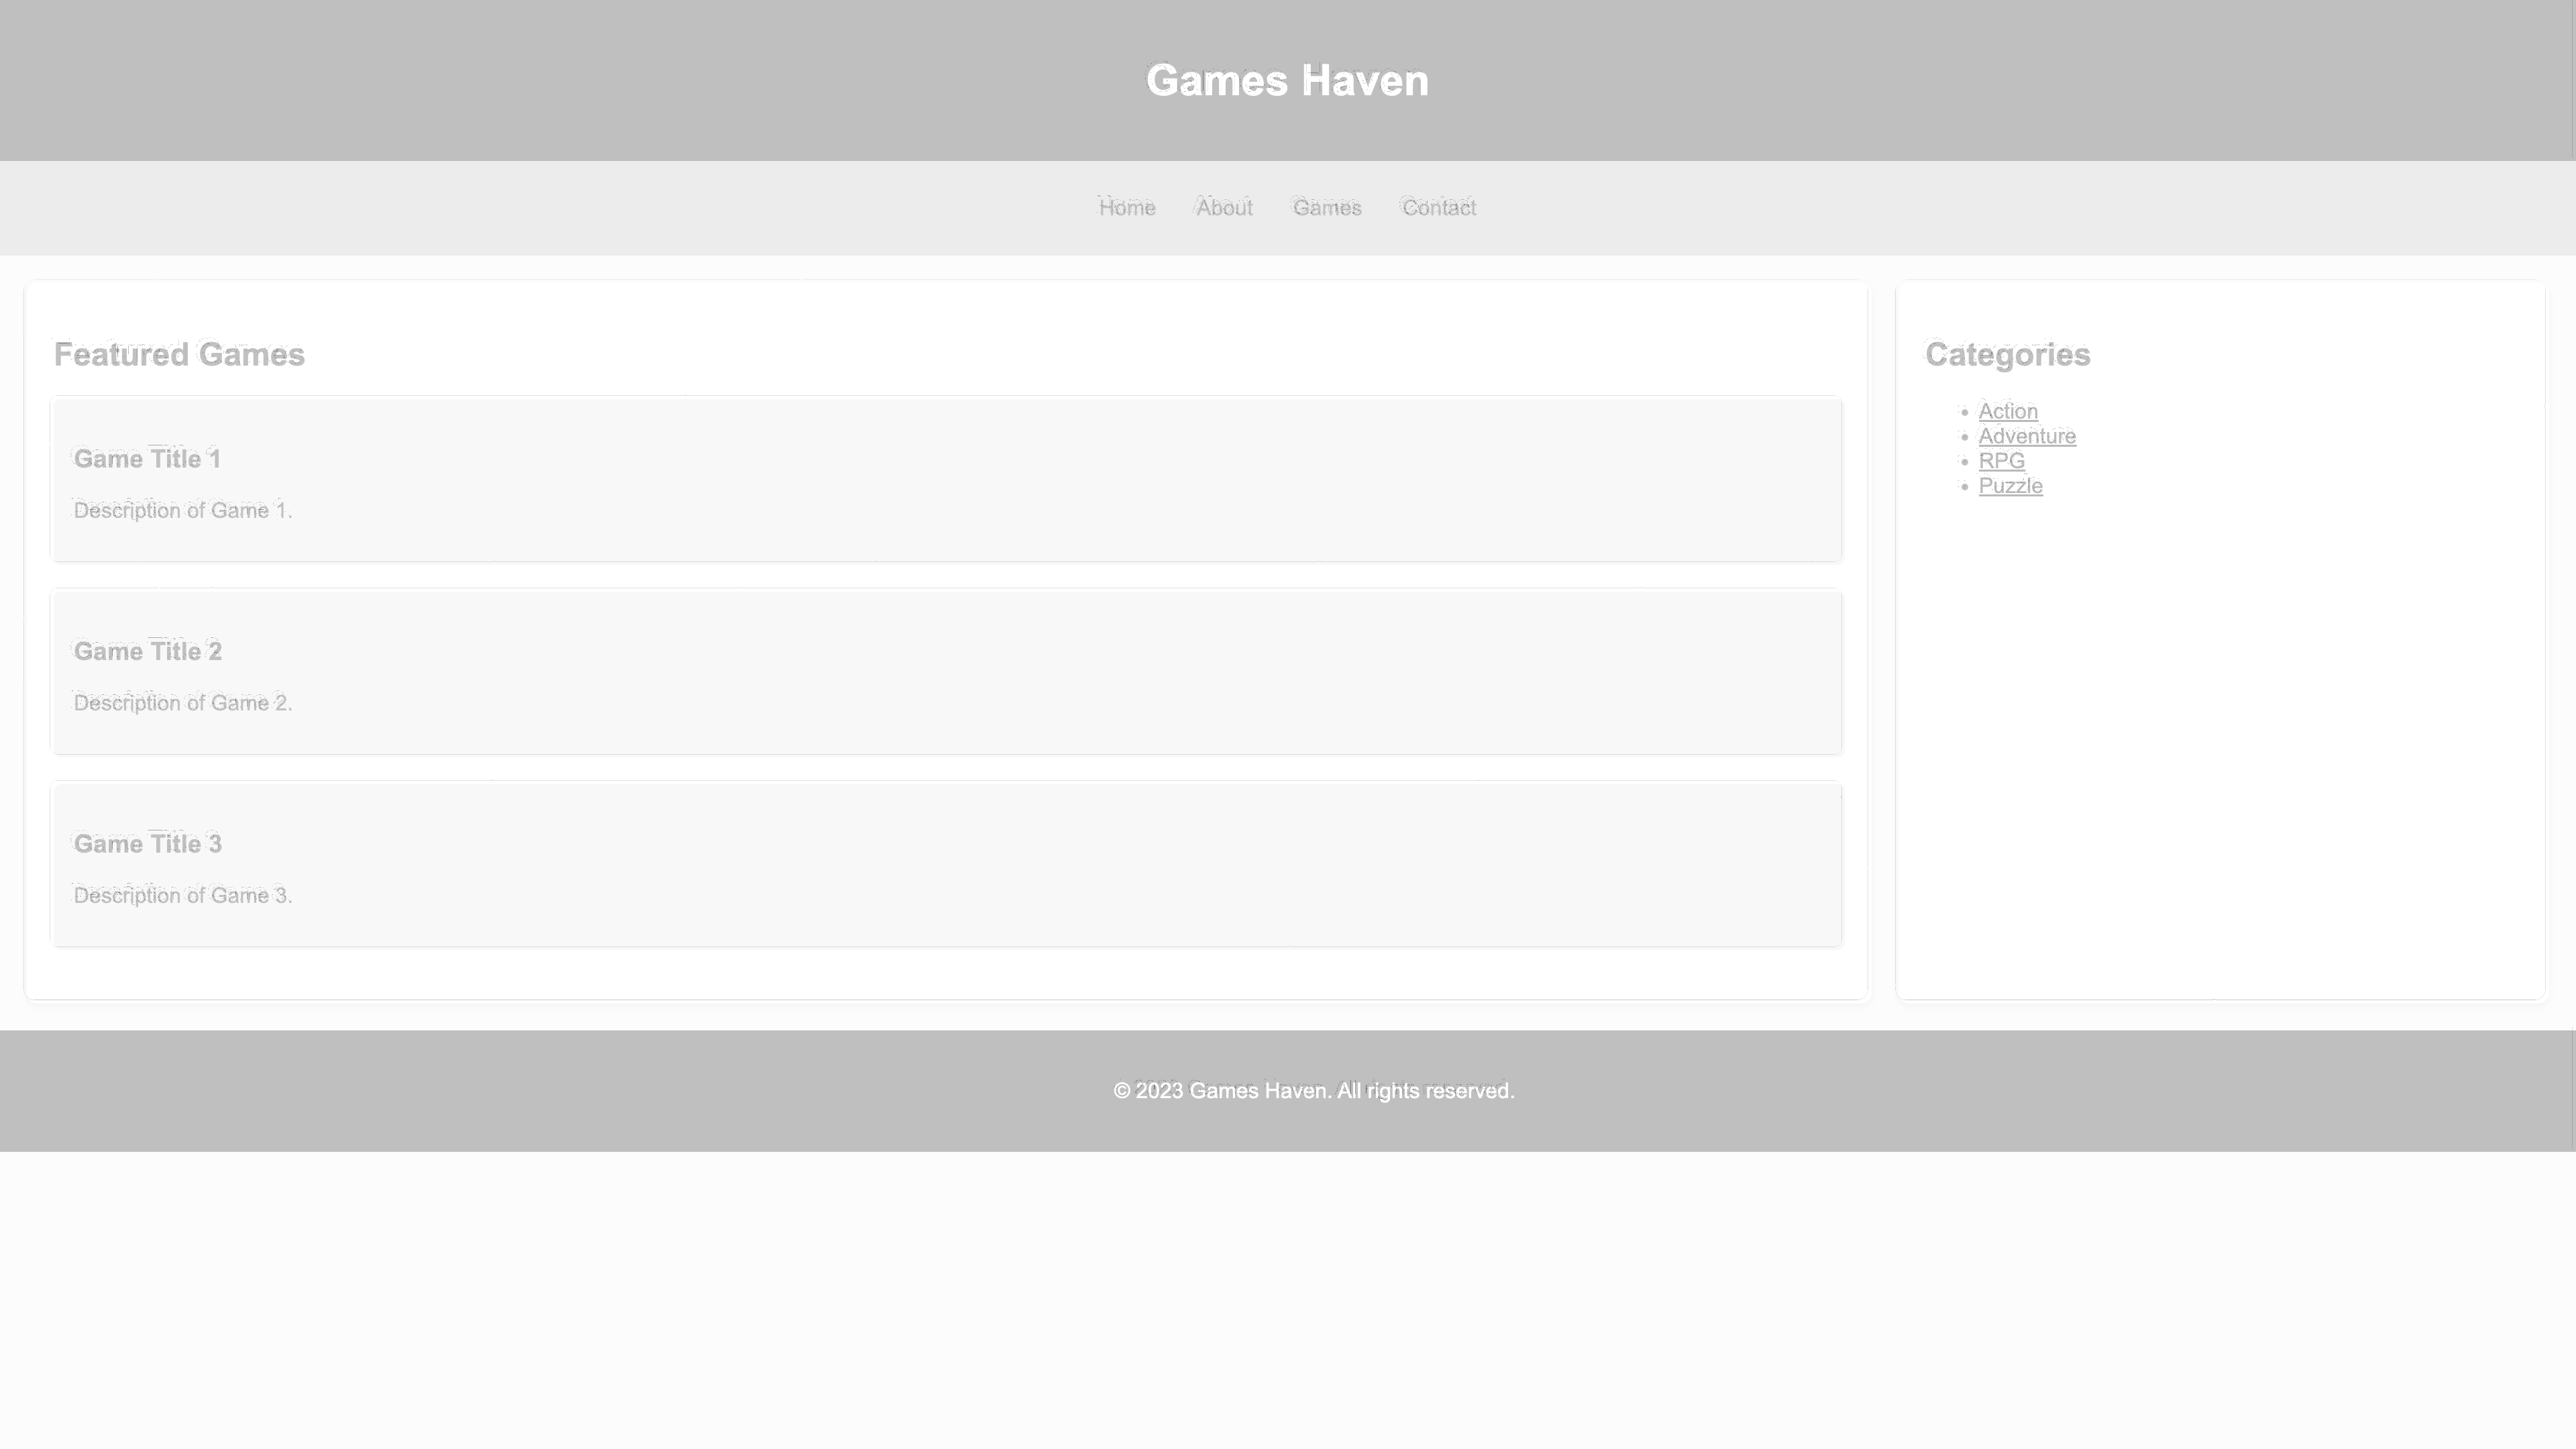 Games Haven
Home About Games Contact
Featured Games
Game Title 1
Description of Game 1.
Game Title 2
Description of Game 2.
Game Title 3
Description of Game 3.
Categories
• Action
• Adventure
• RPG
• Puzzle
© 2023 Games Haven. All rights reserved.